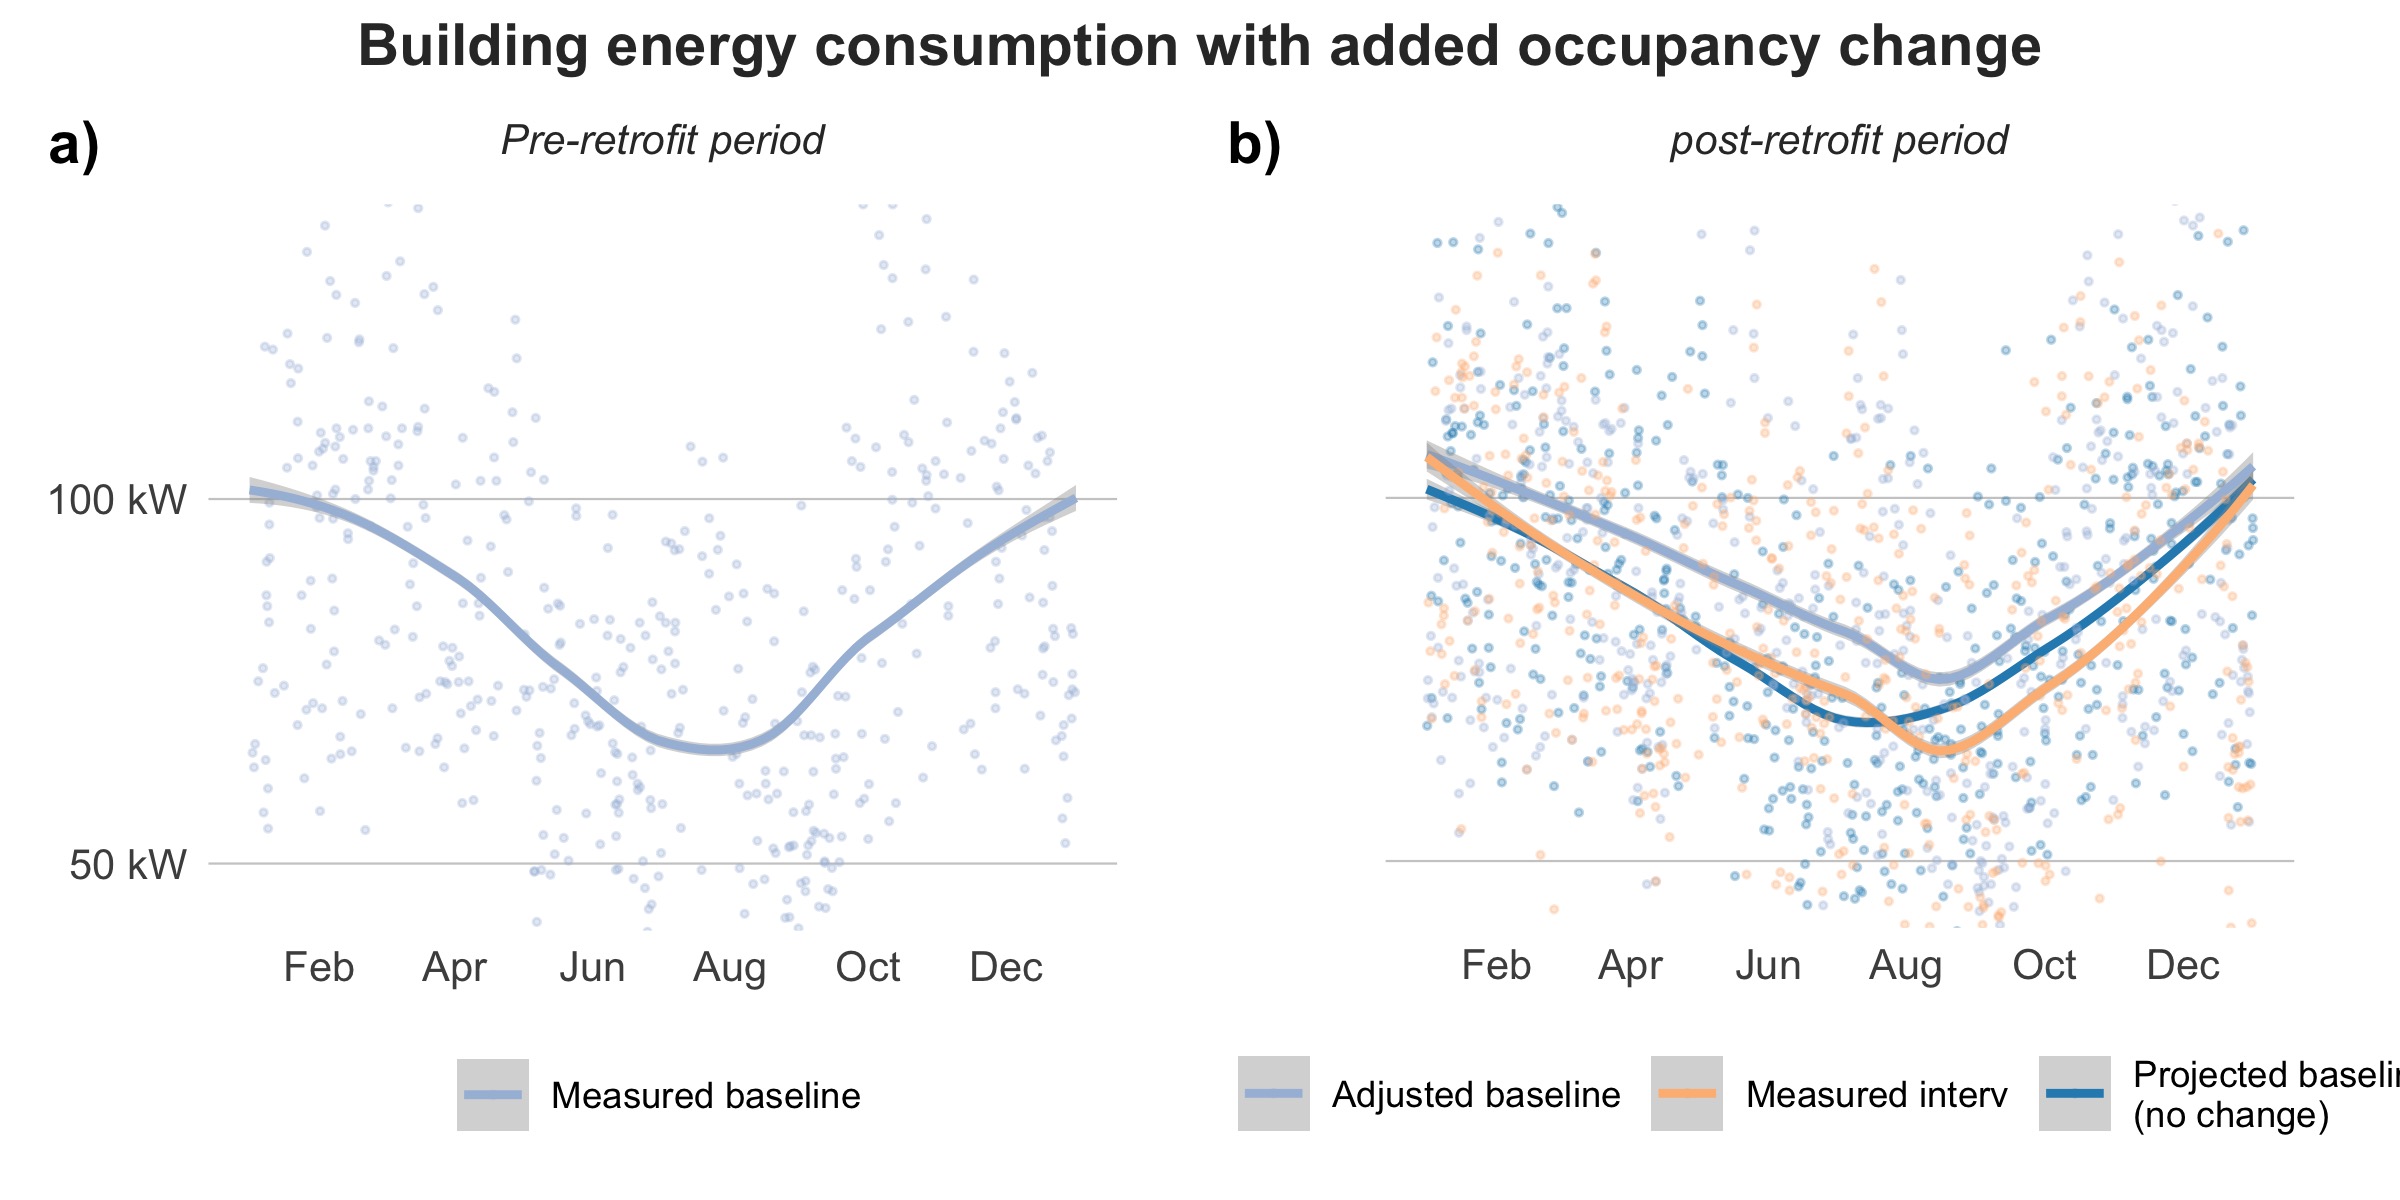 Building energy consumption with added occupancy change
a)
Pre-retrofit period
100 kW
50 kW
Feb Apr Jun Aug Oct Dec
Measured baseline
b)
post-retrofit period
Feb Apr Jun Aug Oct Dec
Adjusted baseline
Measured interv
Projected baselin
(no change)